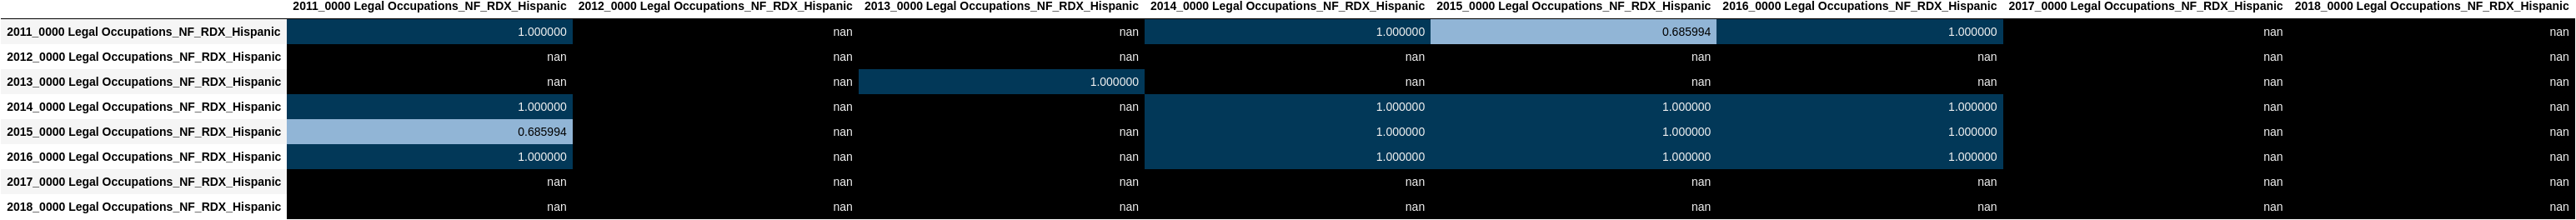 2011_0000 Legal Occupations_NF_RDX_Hispanic 2012_0000 Legal Occupations_NF_RDX_Hispanic 2013_0000 Legal Occupations_NF_RDX_Hispanic 2014_0000 Legal Occupations_NF_RDX_Hispanic 2015_0000 Legal Occupations_NF_RDX_Hispanic 2016_0000 Legal Occupations_NF_RDX_Hispanic 2017_0000 Legal Occupations_NF_RDX_Hispanic 2018_0000 Legal Occupations_NF_RDX_Hispanic
2011_0000 Legal Occupations_NF_RDX_Hispanic 1.000000 nan nan 1.000000 0.685994 1.000000 nan nan
2012_0000 Legal Occupations_NF_RDX_Hispanic nan nan nan nan nan nan nan nan
2013_0000 Legal Occupations_NF_RDX_Hispanic nan nan 1.000000 nan nan nan nan nan
2014_0000 Legal Occupations_NF_RDX_Hispanic 1.000000 nan nan 1.000000 1.000000 1.000000 nan nan
2015_0000 Legal Occupations_NF_RDX_Hispanic 0.685994 nan nan 1.000000 1.000000 1.000000 nan nan
2016_0000 Legal Occupations_NF_RDX_Hispanic 1.000000 nan nan 1.000000 1.000000 1.000000 nan nan
2017_0000 Legal Occupations_NF_RDX_Hispanic nan nan nan nan nan nan nan nan
2018_0000 Legal Occupations_NF_RDX_Hispanic nan nan nan nan nan nan nan nan